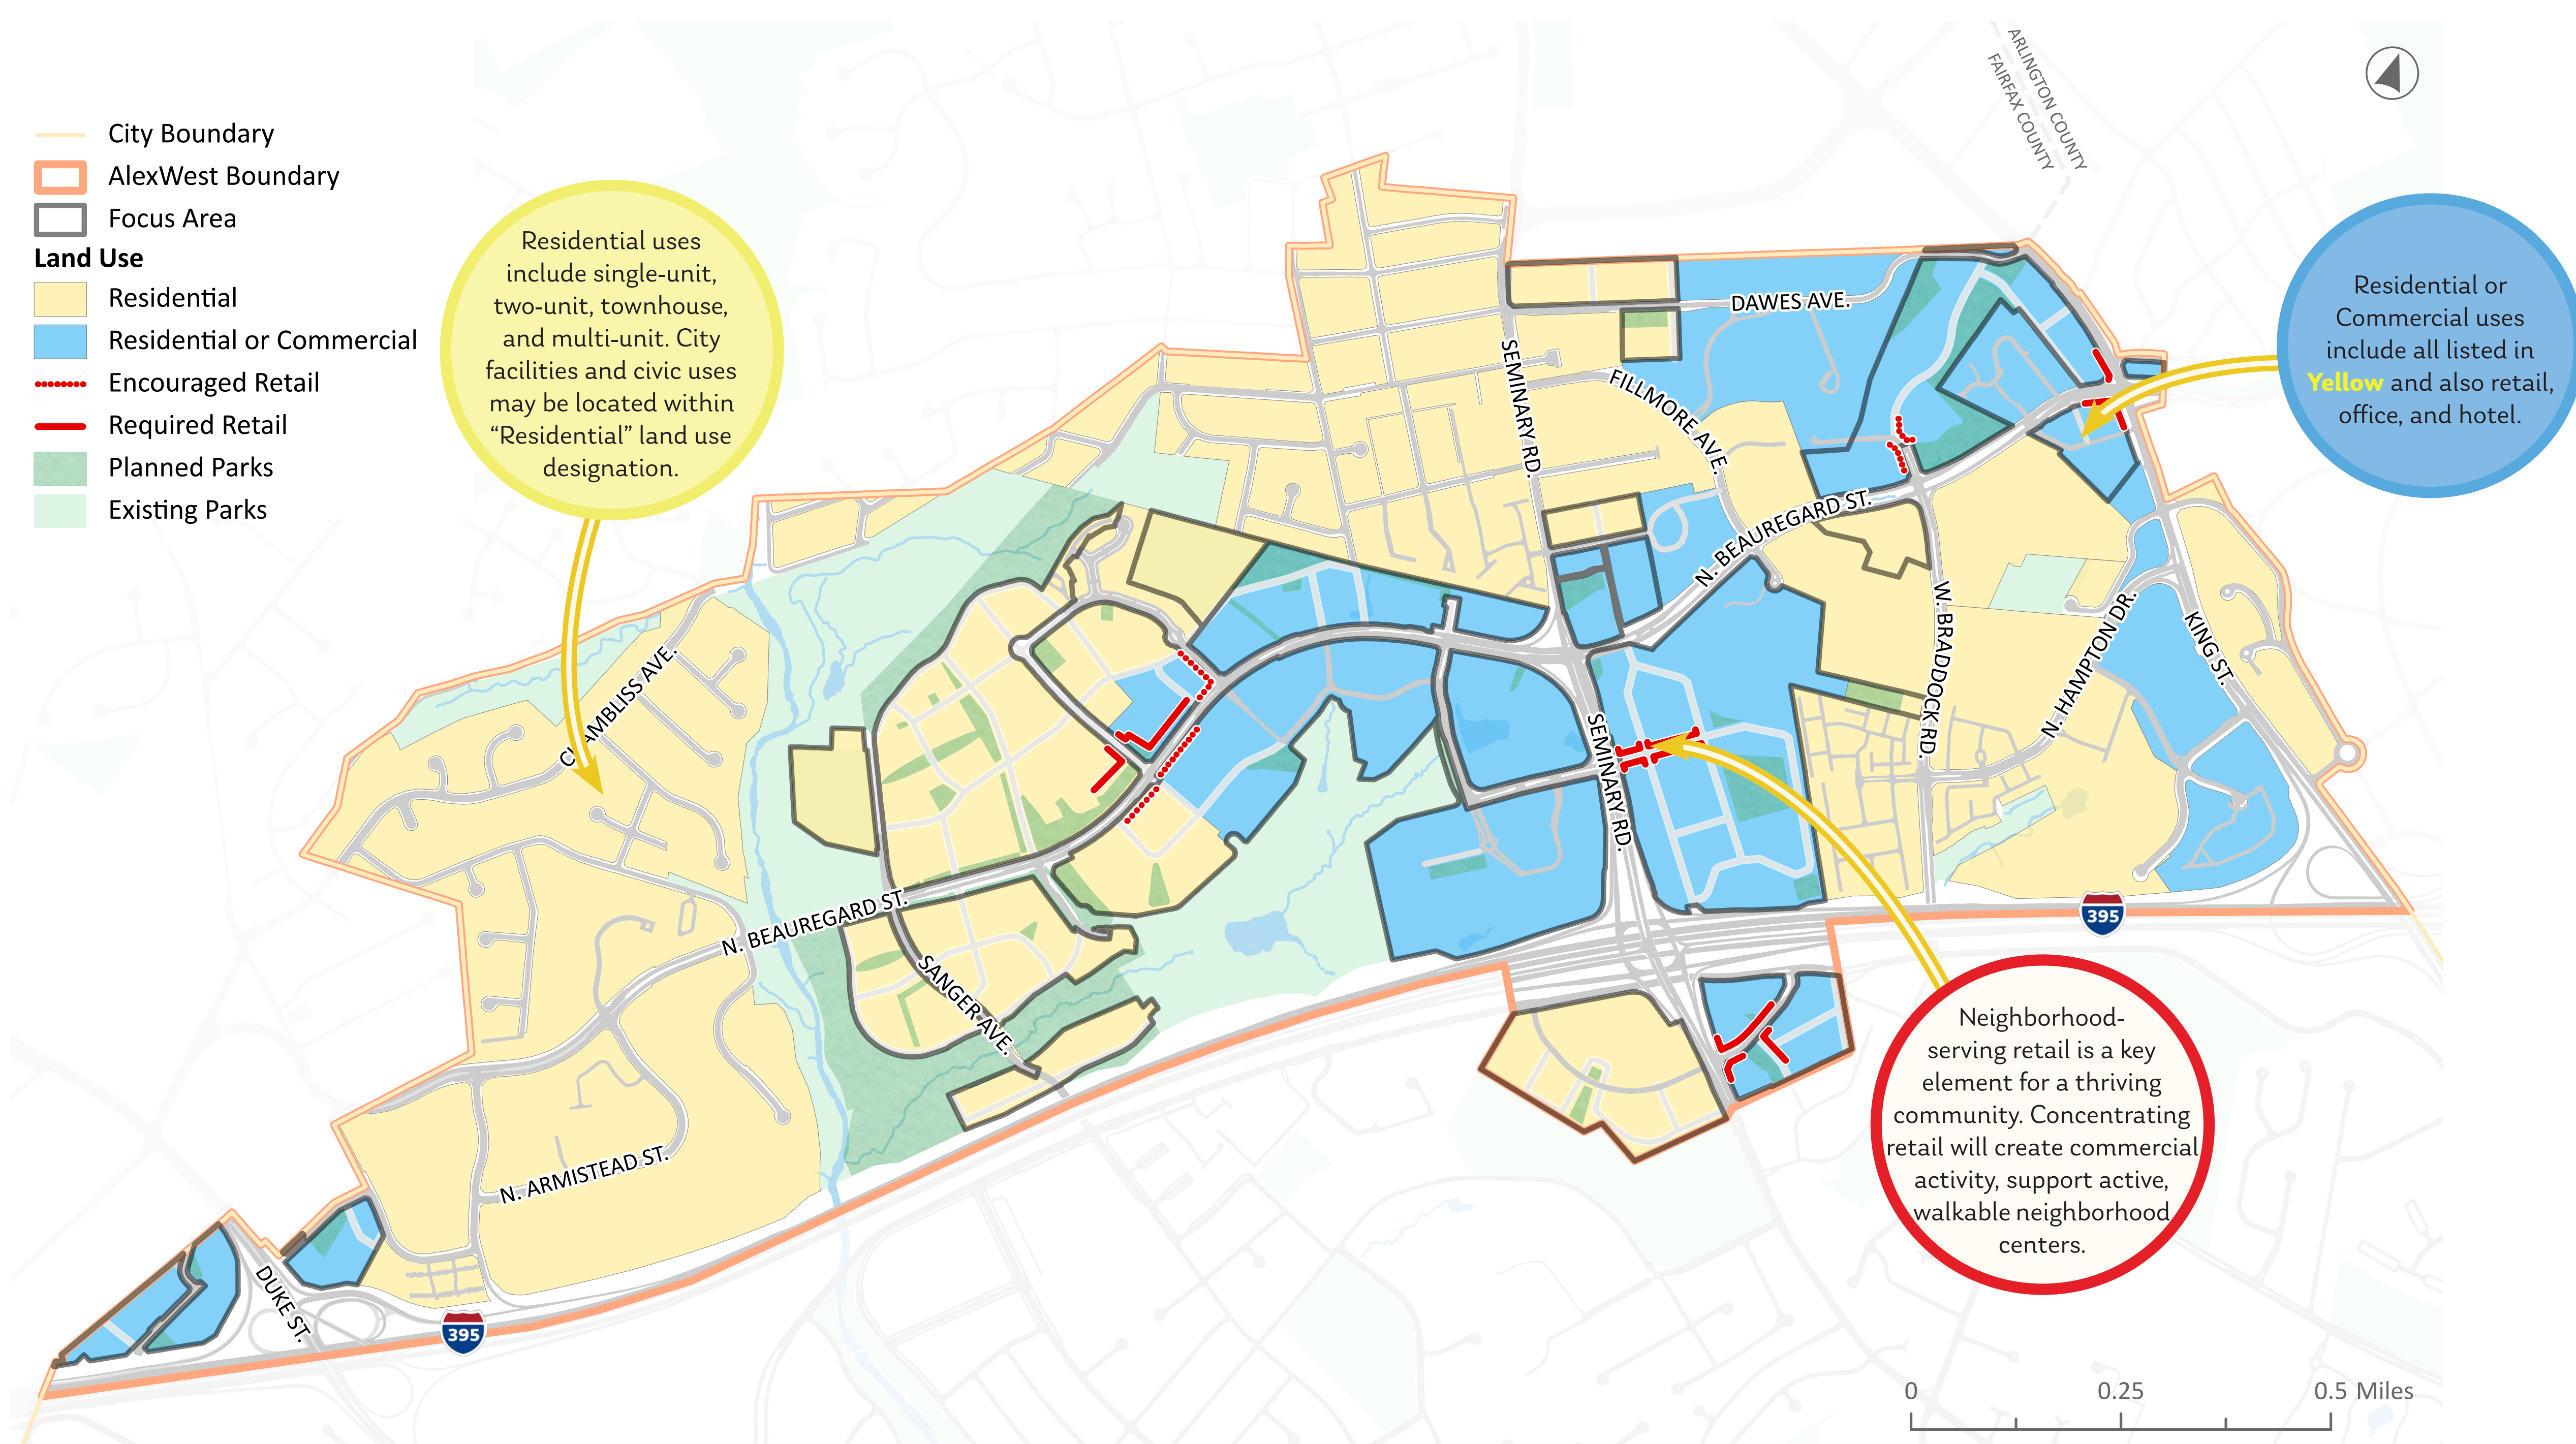 ARLINGTON COUNTY
FAIRFAX COUNTY
City Boundary
AlexWest Boundary
Focus Area
Land Use
Residential
Residential or Commercial
Encouraged Retail
Required Retail
Planned Parks
Existing Parks
Residential uses
include single-unit,
two-unit, townhouse,
and multi-unit. City
facilities and civic uses
may be located within
“Residential” land use
designation.
Residential or
Commercial uses
include all listed in
Yellow and also retail,
office, and hotel.
DAWES AVE.
SEMINARY RD.
FILLMORE AVE.
N. BEAUREGARD ST.
W. BRADDOCK RD.
N. HAMPTON DR.
KING ST.
CHAMBLISS AVE.
SEMINARY RD.
N. BEAUREGARD ST.
SANGER AVE.
395
N. ARMISTEAD ST.
DUKE ST.
395
Neighborhood-
serving retail is a key
element for a thriving
community. Concentrating
retail will create commercial
activity, support active,
walkable neighborhood
centers.
0 0.25 0.5 Miles